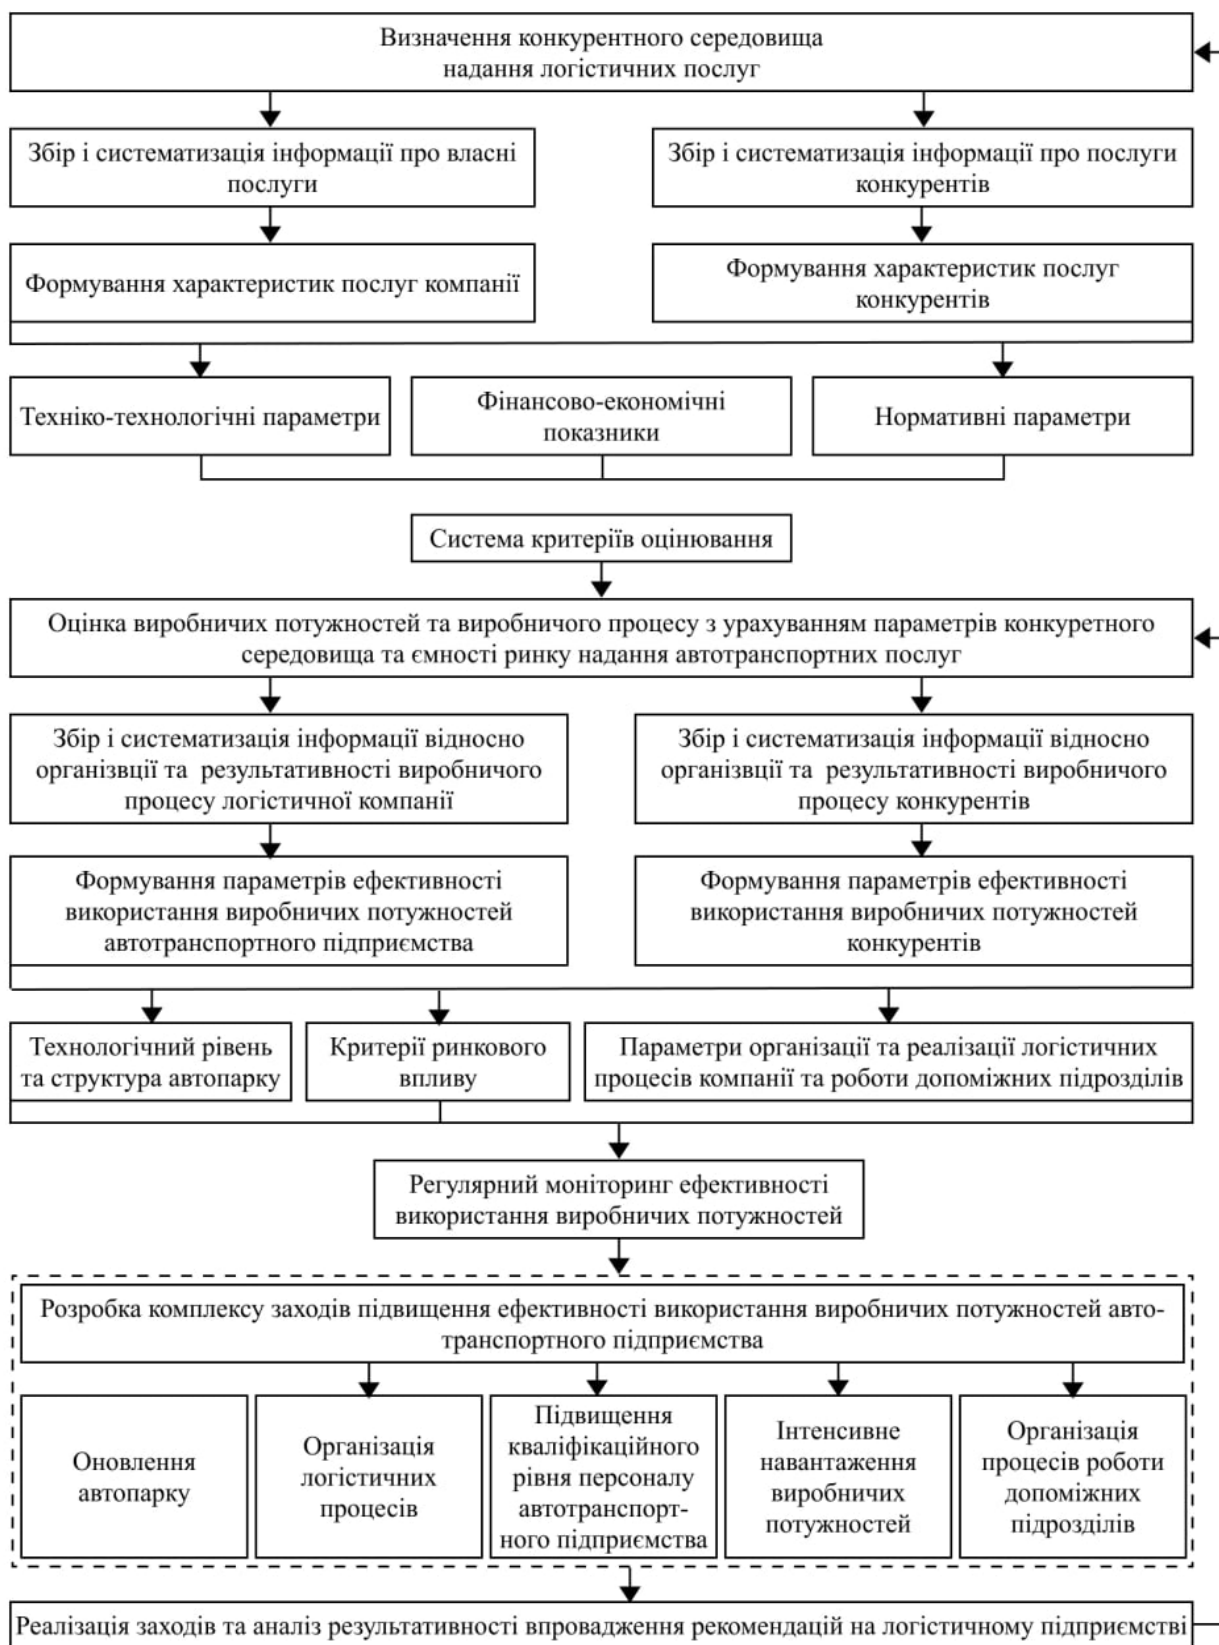 Визначення конкурентного середовища
надання логістичних послуг
Збір і систематизація інформації про власні
послуги
Збір і систематизація інформації про послуги
конкурентів
Формування характеристик послуг компанії
Формування характеристик послуг
конкурентів
Техніко-технологічні параметри
Фінансово-економічні
показники
Нормативні параметри
Система критеріїв оцінювання
Оцінка виробничих потужностей та виробничого процесу з урахуванням параметрів конкуретного
середовища та ємності ринку надання автотранспортних послуг
Збір і систематизація інформації відносно
організвції та результативності виробничого
процесу логістичної компанії
Збір і систематизація інформації відносно
організвції та результативності виробничого
процесу конкурентів
Формування параметрів ефективності
використання виробничих потужностей
автотранспортного підприємства
Формування параметрів ефективності
використання виробничих потужностей
конкурентів
Технологічний рівень
та структура автопарку
Критерії ринкового
впливу
Параметри організації та реалізації логістичних
процесів компанії та роботи допоміжних підрозділів
Регулярний моніторинг ефективності
використання виробничих потужностей
Розробка комплексу заходів підвищення ефективності використання виробничих потужностей авто-
транспортного підприємства
Оновлення
автопарку
Організація
логістичних
процесів
Підвищення
кваліфікаційного
рівня персоналу
автотранспорт-
ного підприємства
Інтенсивне
навантаження
виробничих
потужностей
Організація
процесів роботи
допоміжних
підрозділів
Реалізація заходів та аналіз результативності впровадження рекомендацій на логістичному підприємстві